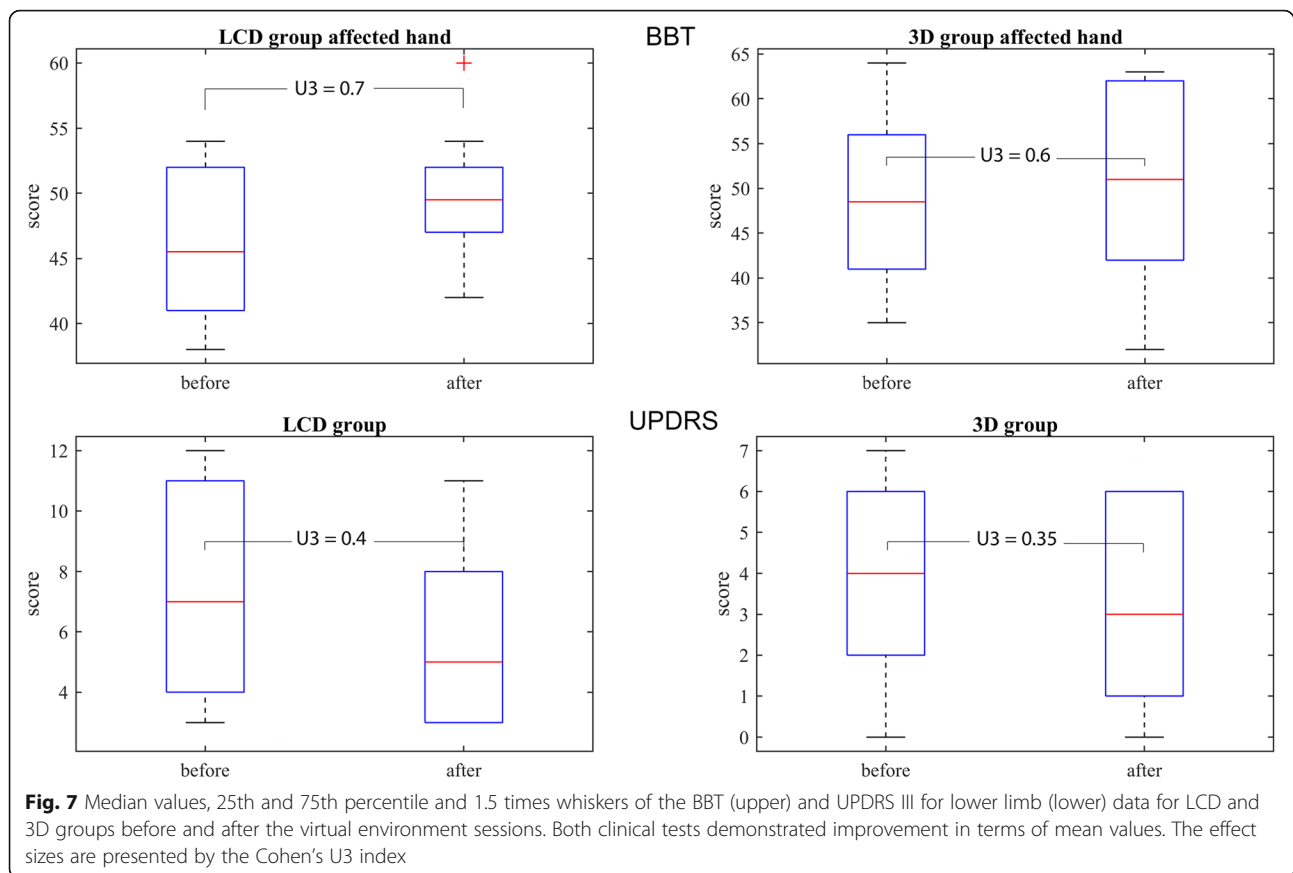 BBT
LCD group affected hand
60
55
50
45
40
score
U3 = 0.7
before
after
3D group affected hand
65
60
55
50
45
40
35
score
U3 = 0.6
before
after
UPDRS
LCD group
12
10
8
6
4
score
U3 = 0.4
before
after
3D group
7
6
5
4
3
2
1
0
score
U3 = 0.35
before
after
Fig. 7 Median values, 25th and 75th percentile and 1.5 times whiskers of the BBT (upper) and UPDRS III for lower limb (lower) data for LCD and
3D groups before and after the virtual environment sessions. Both clinical tests demonstrated improvement in terms of mean values. The effect
sizes are presented by the Cohen's U3 index